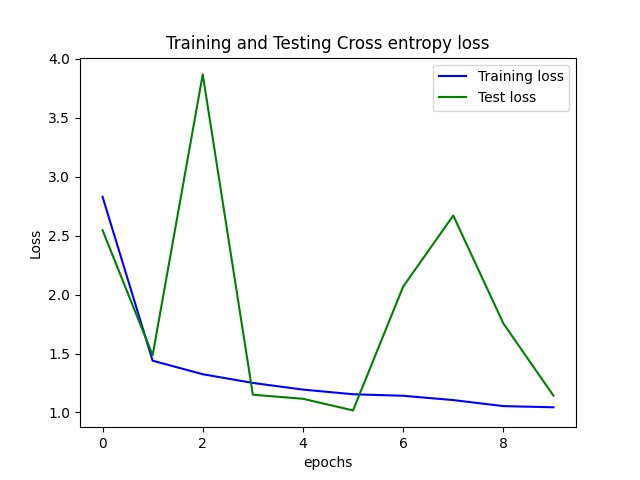 Training and Testing Cross entropy loss
Training loss
Test loss
4.0
3.5
3.0
2.5
2.0
1.5
1.0
Loss
0 2 4 6 8
epochs